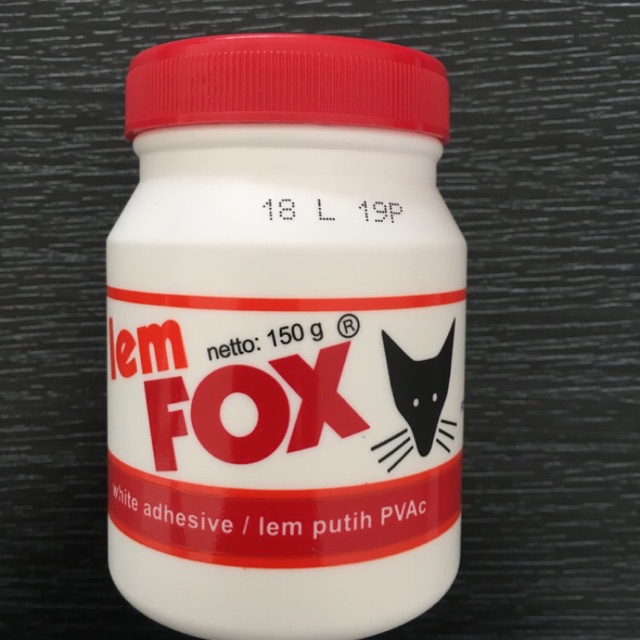 18 L 19P
lem
netto: 150 g ®
FOX
white adhesive / lem putih PVAc